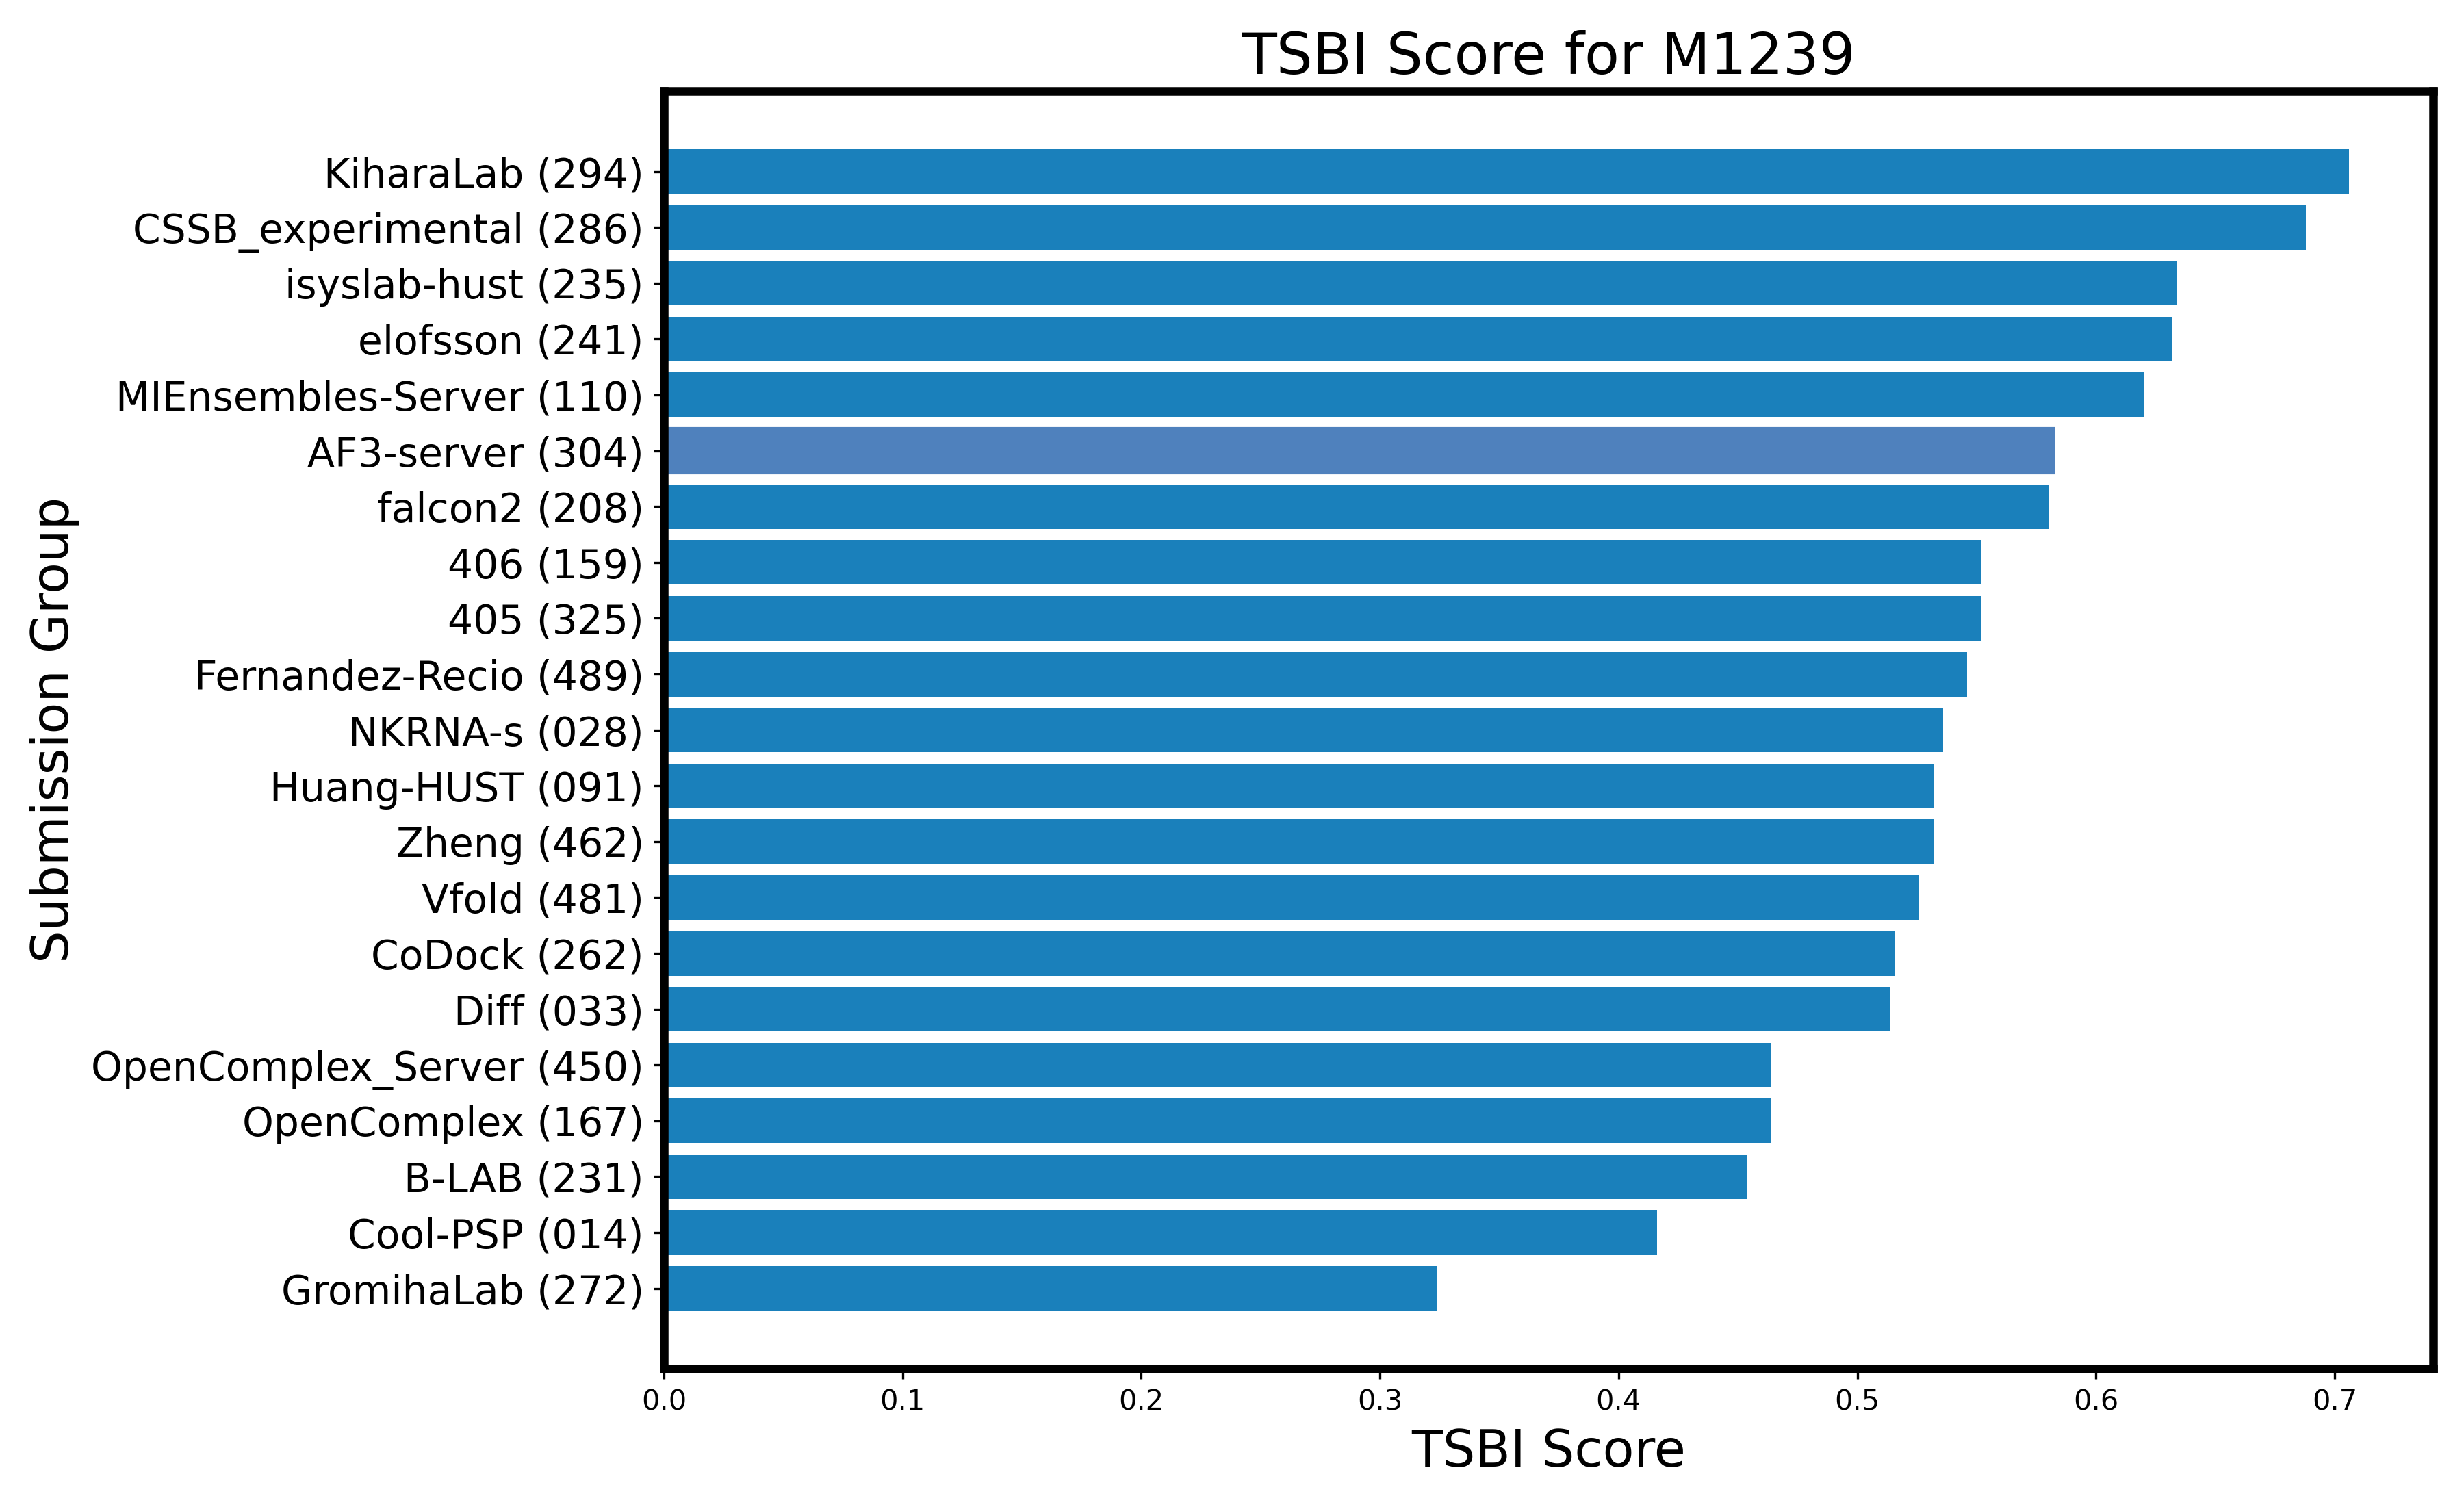 TSBI Score for M1239
KiharaLab (294)
CSSB_experimental (286)
isyslab-hust (235)
elofsson (241)
MIEnsembles-Server (110)
AF3-server (304)
falcon2 (208)
406 (159)
405 (325)
Fernandez-Recio (489)
NKRNA-s (028)
Huang-HUST (091)
Zheng (462)
Vfold (481)
CoDock (262)
Diff (033)
OpenComplex_Server (450)
OpenComplex (167)
B-LAB (231)
Cool-PSP (014)
GromihaLab (272)
Submission Group
0.0 0.1 0.2 0.3 0.4 0.5 0.6 0.7
TSBI Score